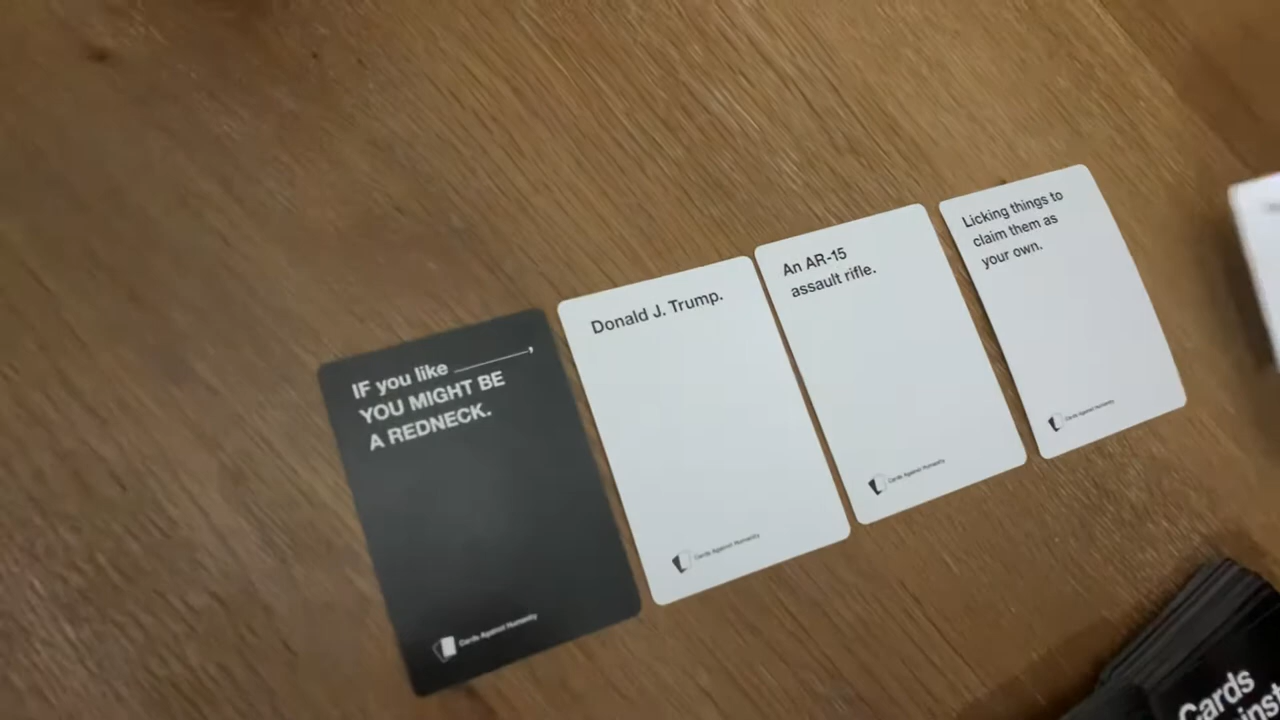 IF you like ______,
YOU MIGHT BE
A REDNECK.
Cards Against Humanity
Donald J. Trump.
Cards Against Humanity
An AR-15
assault rifle.
Cards Against Humanity
Licking things to
claim them as
your own.
Cards Against Humanity
Cards